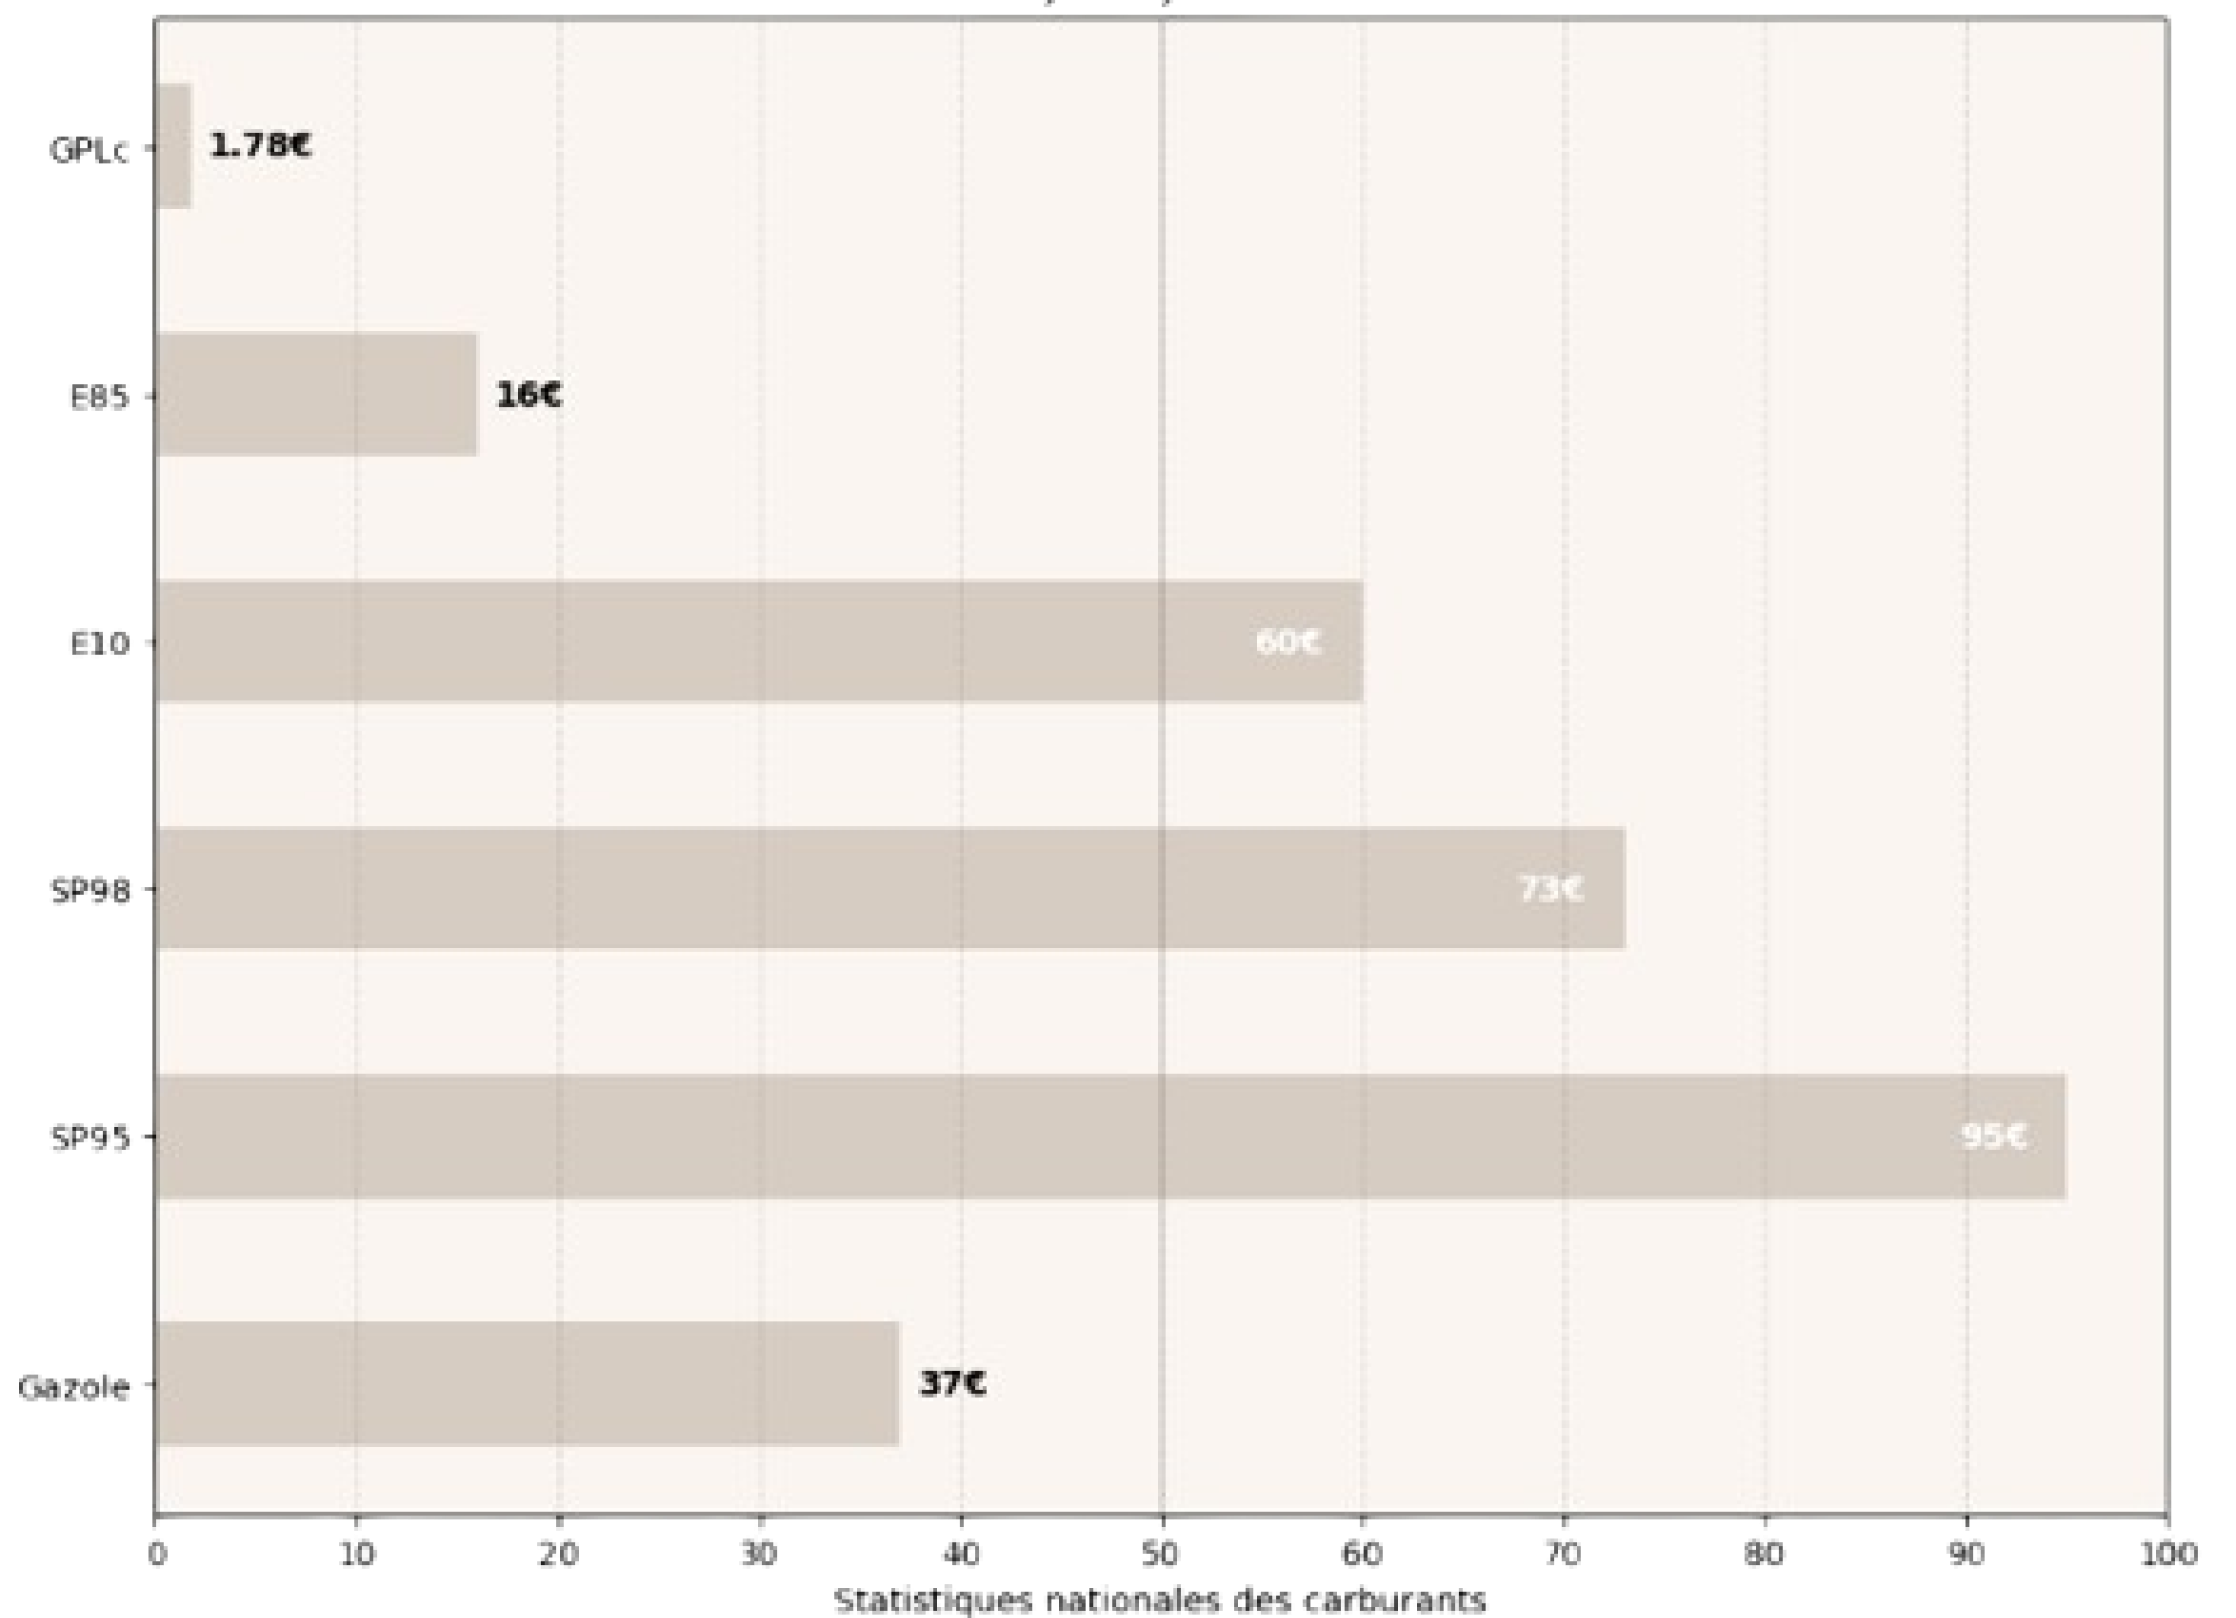 GPLc
1.78€
E85
16€
E10
60€
SP98
73€
SP95
95€
Gazole
37€
0 10 20 30 40 50 60 70 80 90 100
Statistiques nationales des carburants